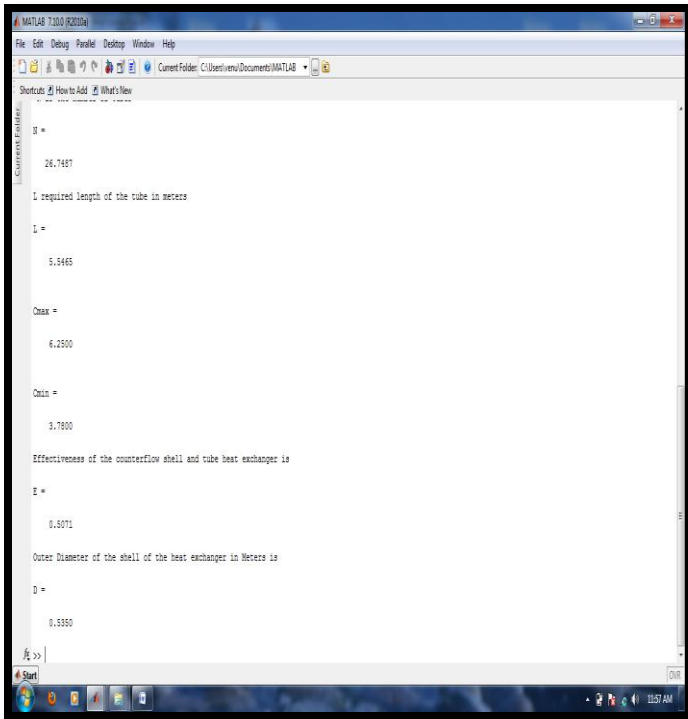 MATLAB 7.10.0 (R2010a)
File Edit Debug Parallel Desktop Window Help
Current Folder: C:\Users\venu\Documents\MATLAB
Shortcuts How to Add What's New
Current Folder
N =
26.7487
L required length of the tube in meters
L =
5.5465
Cmax =
6.2500
Cmin =
3.7800
Effectiveness of the counterflow shell and tube heat exchanger is
E =
0.5071
Outer Diameter of the shell of the heat exchanger in Meters is
D =
0.5350
fx >>
Start
OVR
11:57 AM